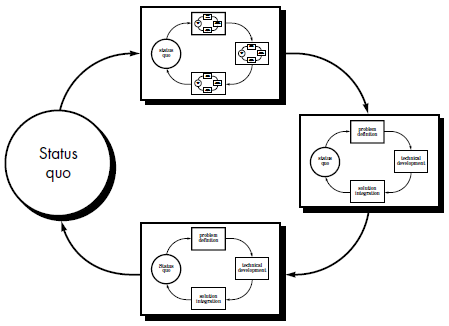 status
quo
Status
quo
problem
definition
status
quo
technical
development
solution
integration
problem
definition
Status
quo
technical
development
solution
integration